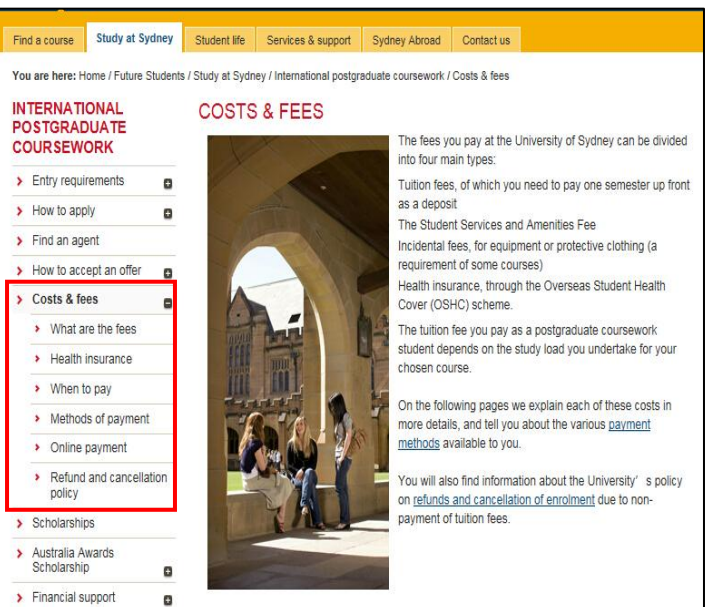 Find a course
Study at Sydney
Student life
Services & support
Sydney Abroad
Contact us
You are here: Home / Future Students / Study at Sydney / International postgraduate coursework / Costs & fees
INTERNATIONAL
POSTGRADUATE
COURSEWORK
Entry requirements
How to apply
Find an agent
How to accept an offer
Costs & fees
What are the fees
Health insurance
When to pay
Methods of payment
Online payment
Refund and cancellation
policy
Scholarships
Australia Awards
Scholarship
Financial support
COSTS & FEES
The fees you pay at the University of Sydney can be divided
into four main types:
Tuition fees, of which you need to pay one semester up front
as a deposit
The Student Services and Amenities Fee
Incidental fees, for equipment or protective clothing (a
requirement of some courses)
Health insurance, through the Overseas Student Health
Cover (OSHC) scheme.
The tuition fee you pay as a postgraduate coursework
student depends on the study load you undertake for your
chosen course.
On the following pages we explain each of these costs in
more details, and tell you about the various payment
methods available to you.
You will also find information about the University’ s policy
on refunds and cancellation of enrolment due to non-
payment of tuition fees.